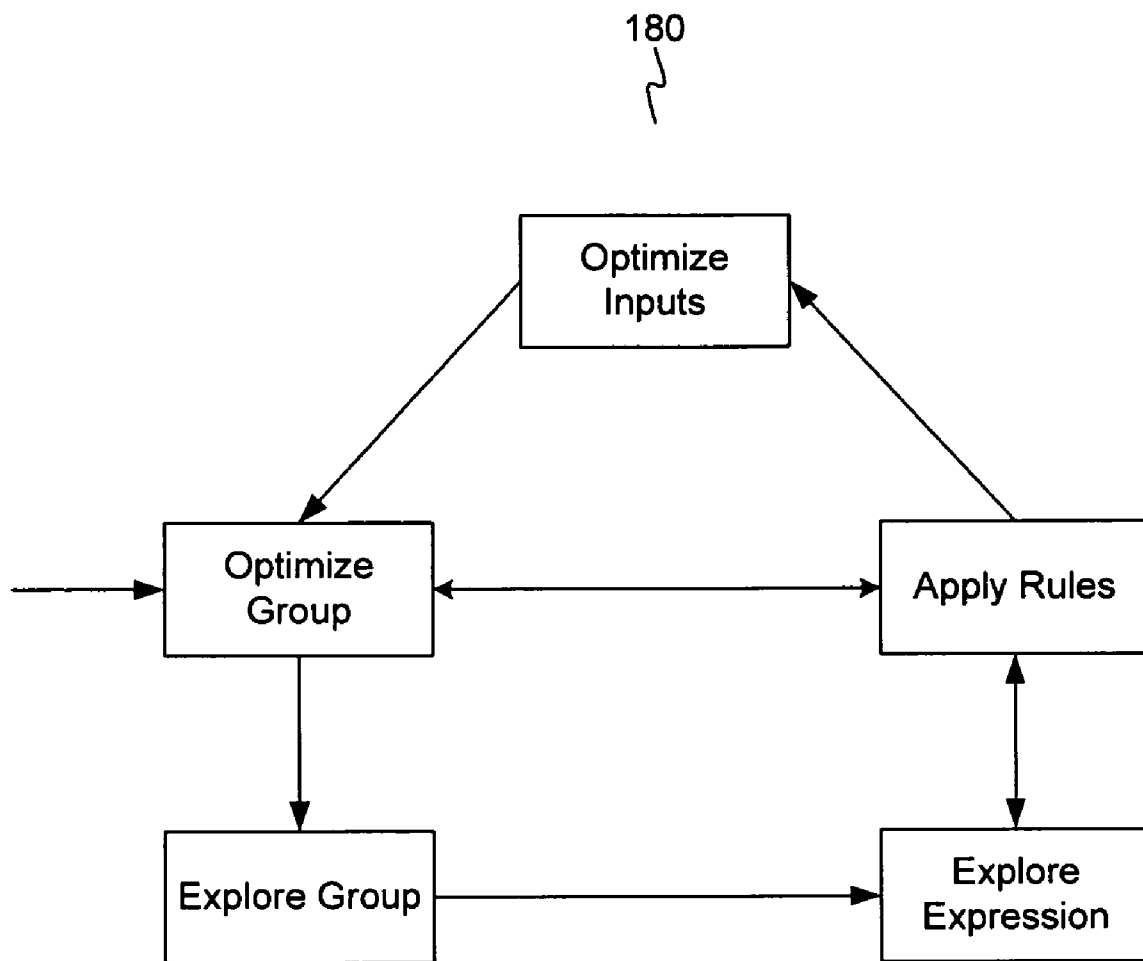 180
Optimize
Inputs
Optimize
Group
Apply Rules
Explore Group
Explore
Expression